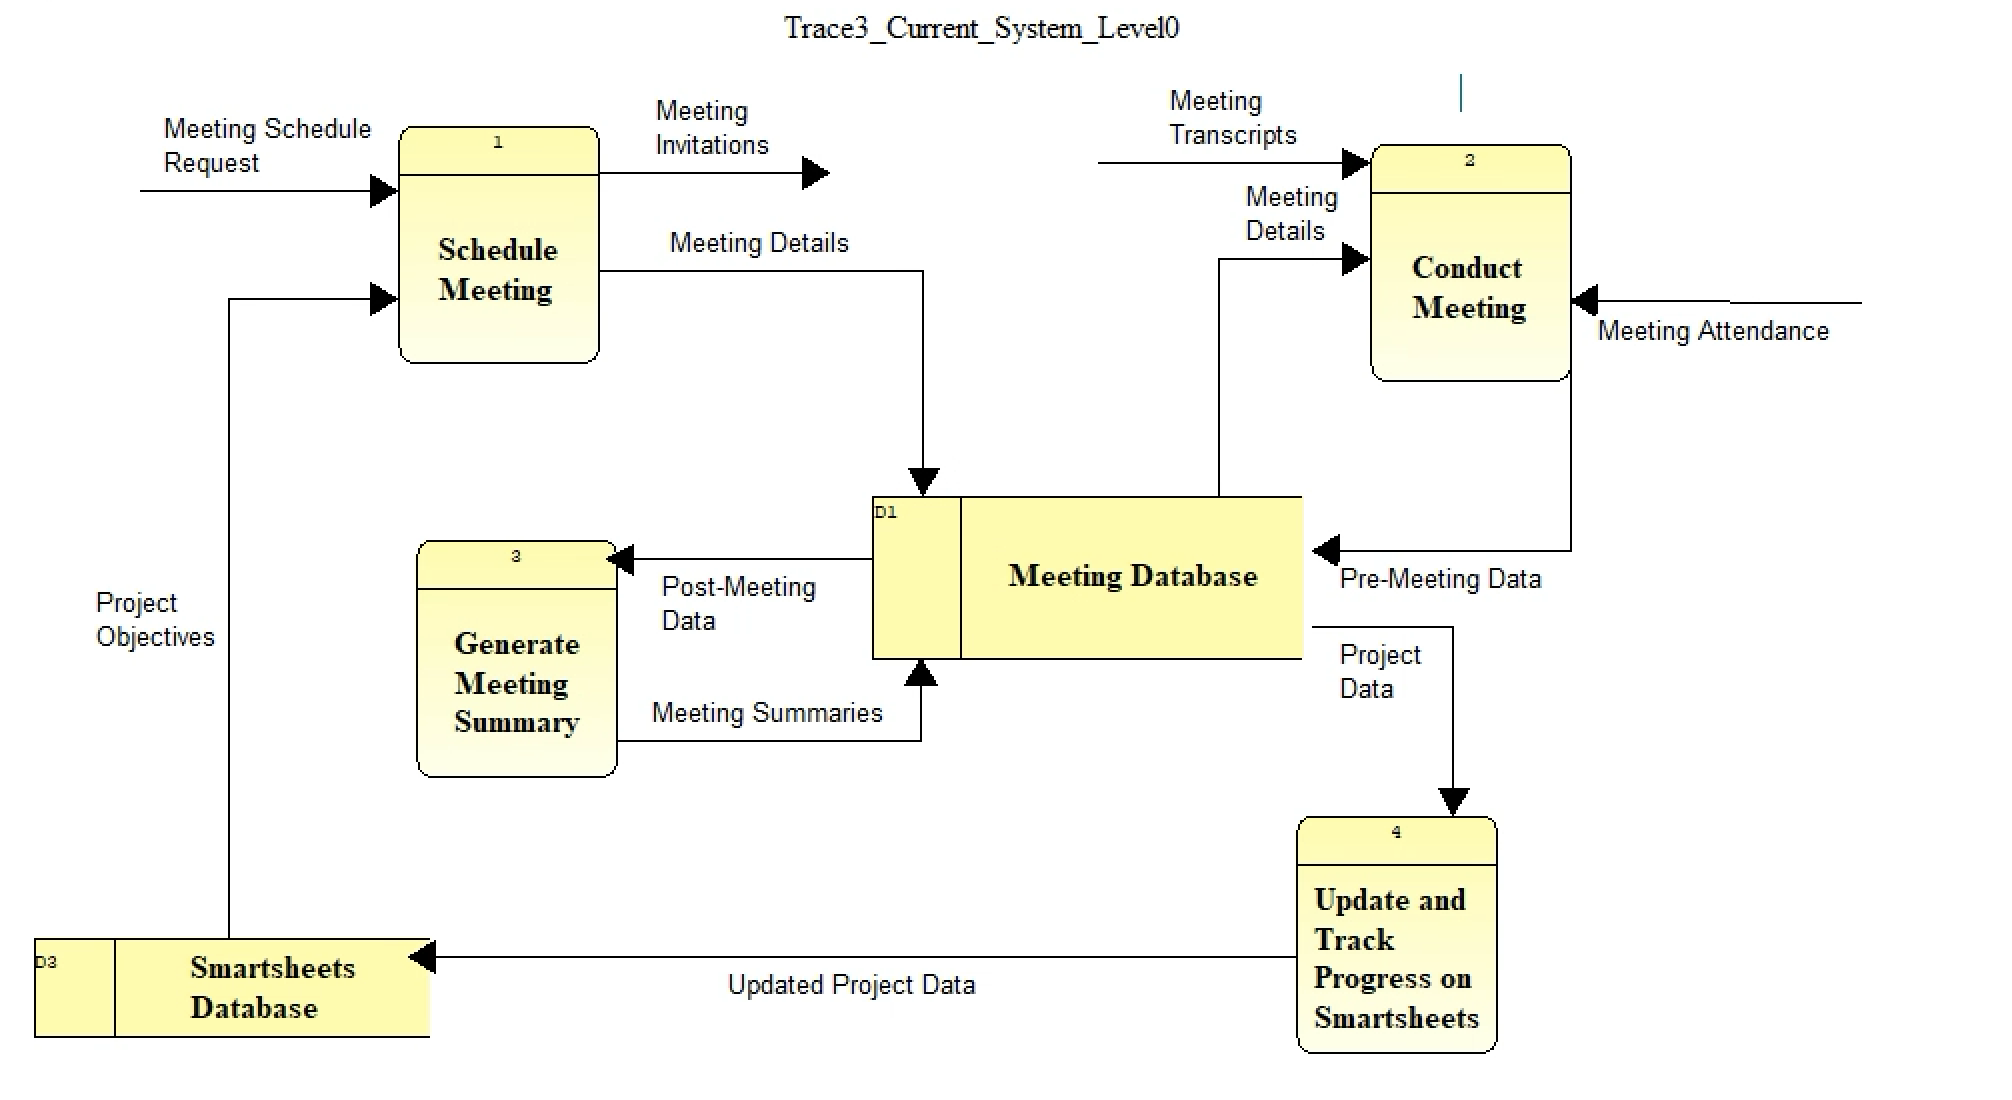 Trace3_Current_System_Level0
Meeting Schedule
Request
1
Schedule
Meeting
Meeting
Invitations
Meeting Details
Meeting
Transcripts
Meeting
Details
2
Conduct
Meeting
Meeting Attendance
D1
Meeting Database
Pre-Meeting Data
3
Generate
Meeting
Summary
Post-Meeting
Data
Meeting Summaries
Project
Data
Project
Objectives
4
Update and
Track
Progress on
Smartsheets
D3
Smartsheets
Database
Updated Project Data